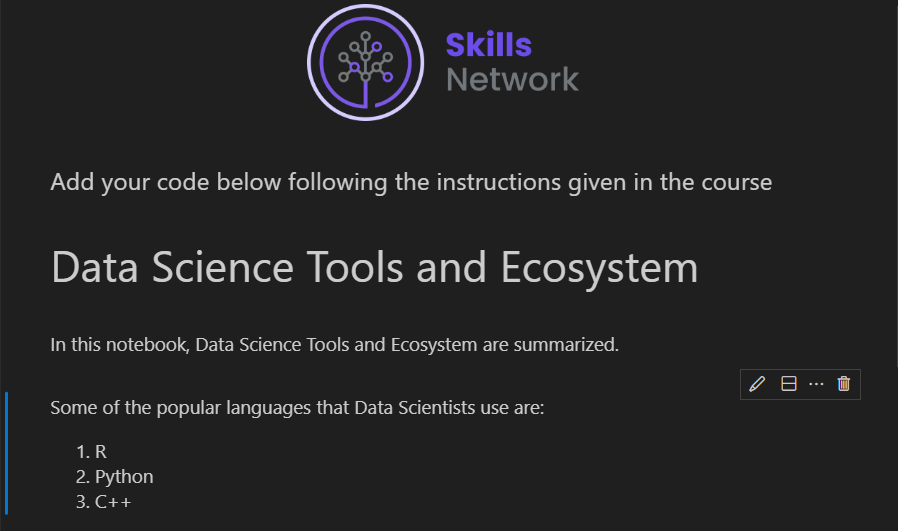 Skills
Network
Add your code below following the instructions given in the course
Data Science Tools and Ecosystem
In this notebook, Data Science Tools and Ecosystem are summarized.
Some of the popular languages that Data Scientists use are:
1. R
2. Python
3. C++